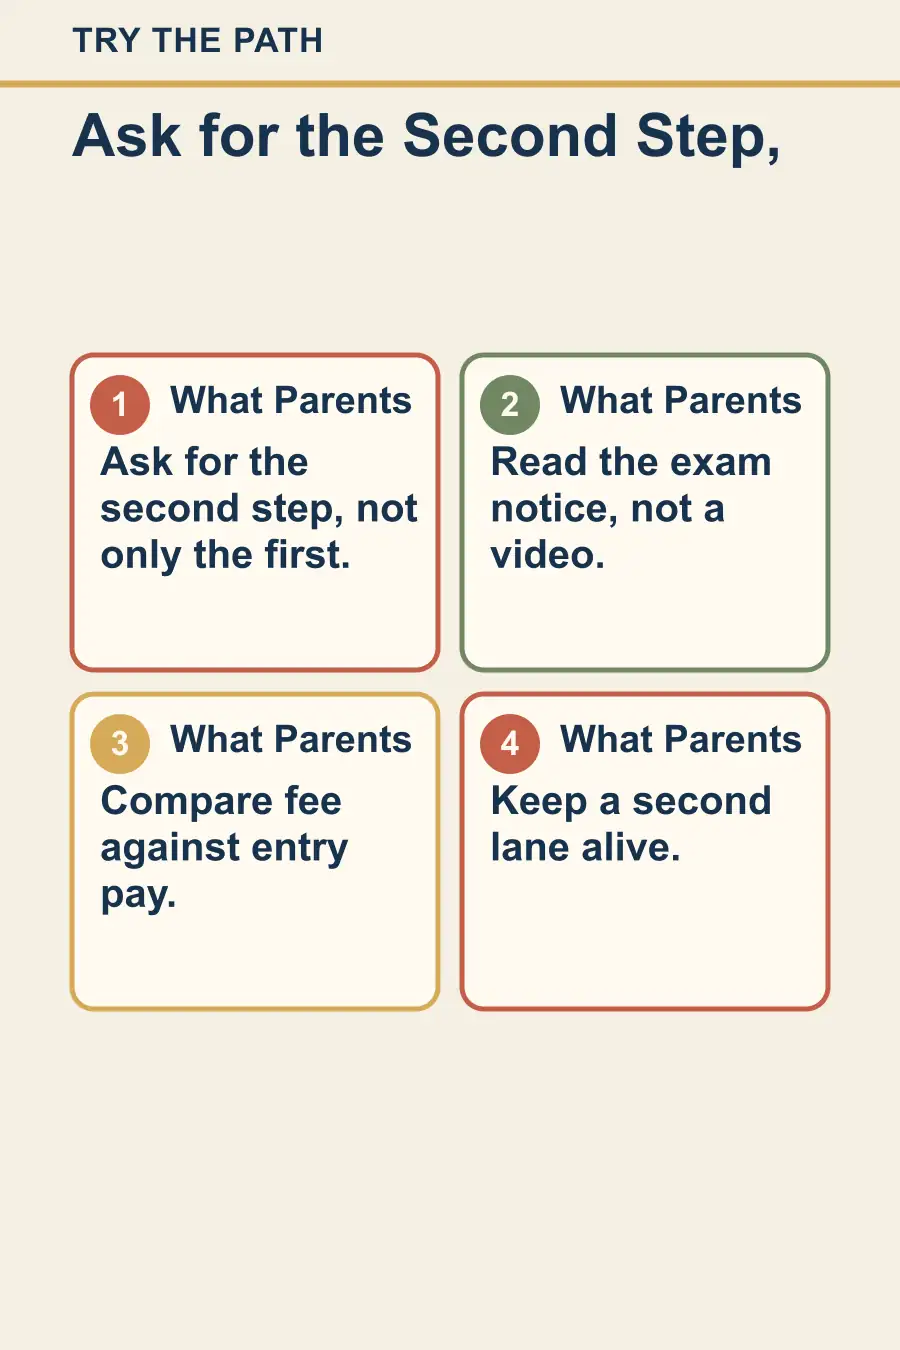 TRY THE PATH
Ask for the Second Step,
1
What Parents
Ask for the
second step, not
only the first.
2
What Parents
Read the exam
notice, not a
video.
3
What Parents
Compare fee
against entry
pay.
4
What Parents
Keep a second
lane alive.